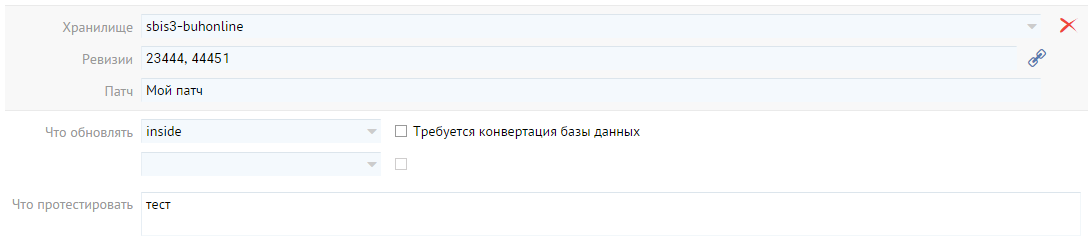 Хранилище sbis3-buhonline
Ревизии 23444, 44451
Патч Мой патч
Что обновлять inside Требуется конвертация базы данных
Что протестировать тест